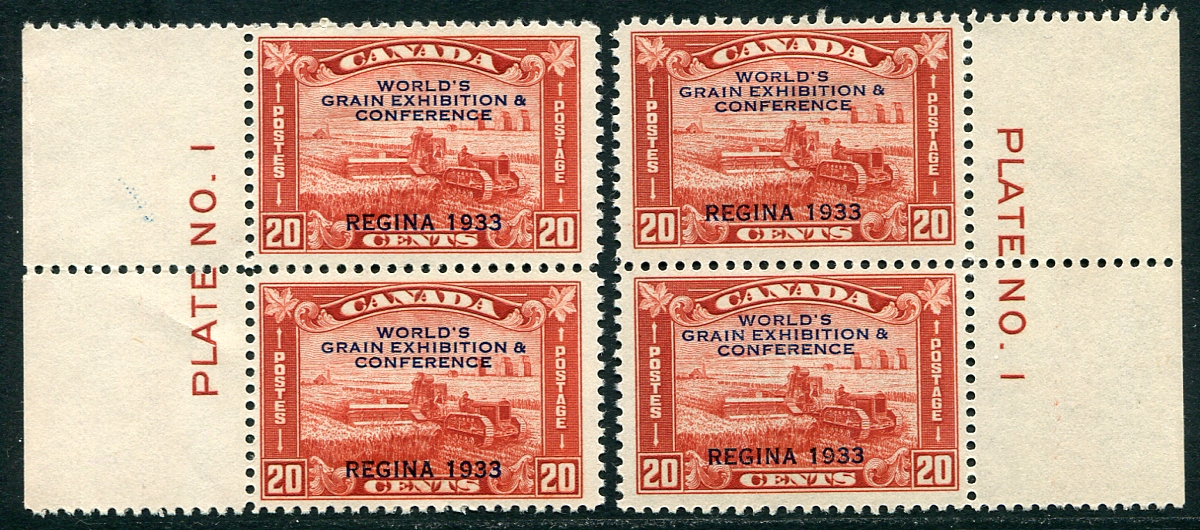 PLATE NO. 1
CANADA
WORLD'S
GRAIN EXHIBITION &
CONFERENCE
POSTES
POSTAGE
REGINA 1933
20 CENTS 20
CANADA
WORLD'S
GRAIN EXHIBITION &
CONFERENCE
POSTES
POSTAGE
REGINA 1933
20 CENTS 20
CANADA
WORLD'S
GRAIN EXHIBITION &
CONFERENCE
POSTES
POSTAGE
REGINA 1933
20 CENTS 20
CANADA
WORLD'S
GRAIN EXHIBITION &
CONFERENCE
POSTES
POSTAGE
REGINA 1933
20 CENTS 20
PLATE NO. 1